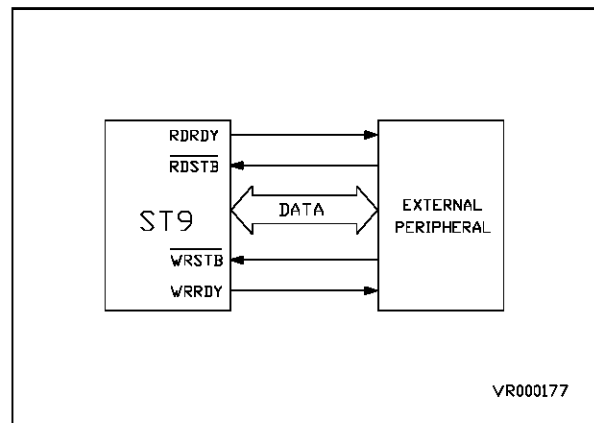 RDRDY
RDSTB
ST9
DATA
WRSTB
WRRDY
EXTERNAL
PERIPHERAL
VR000177